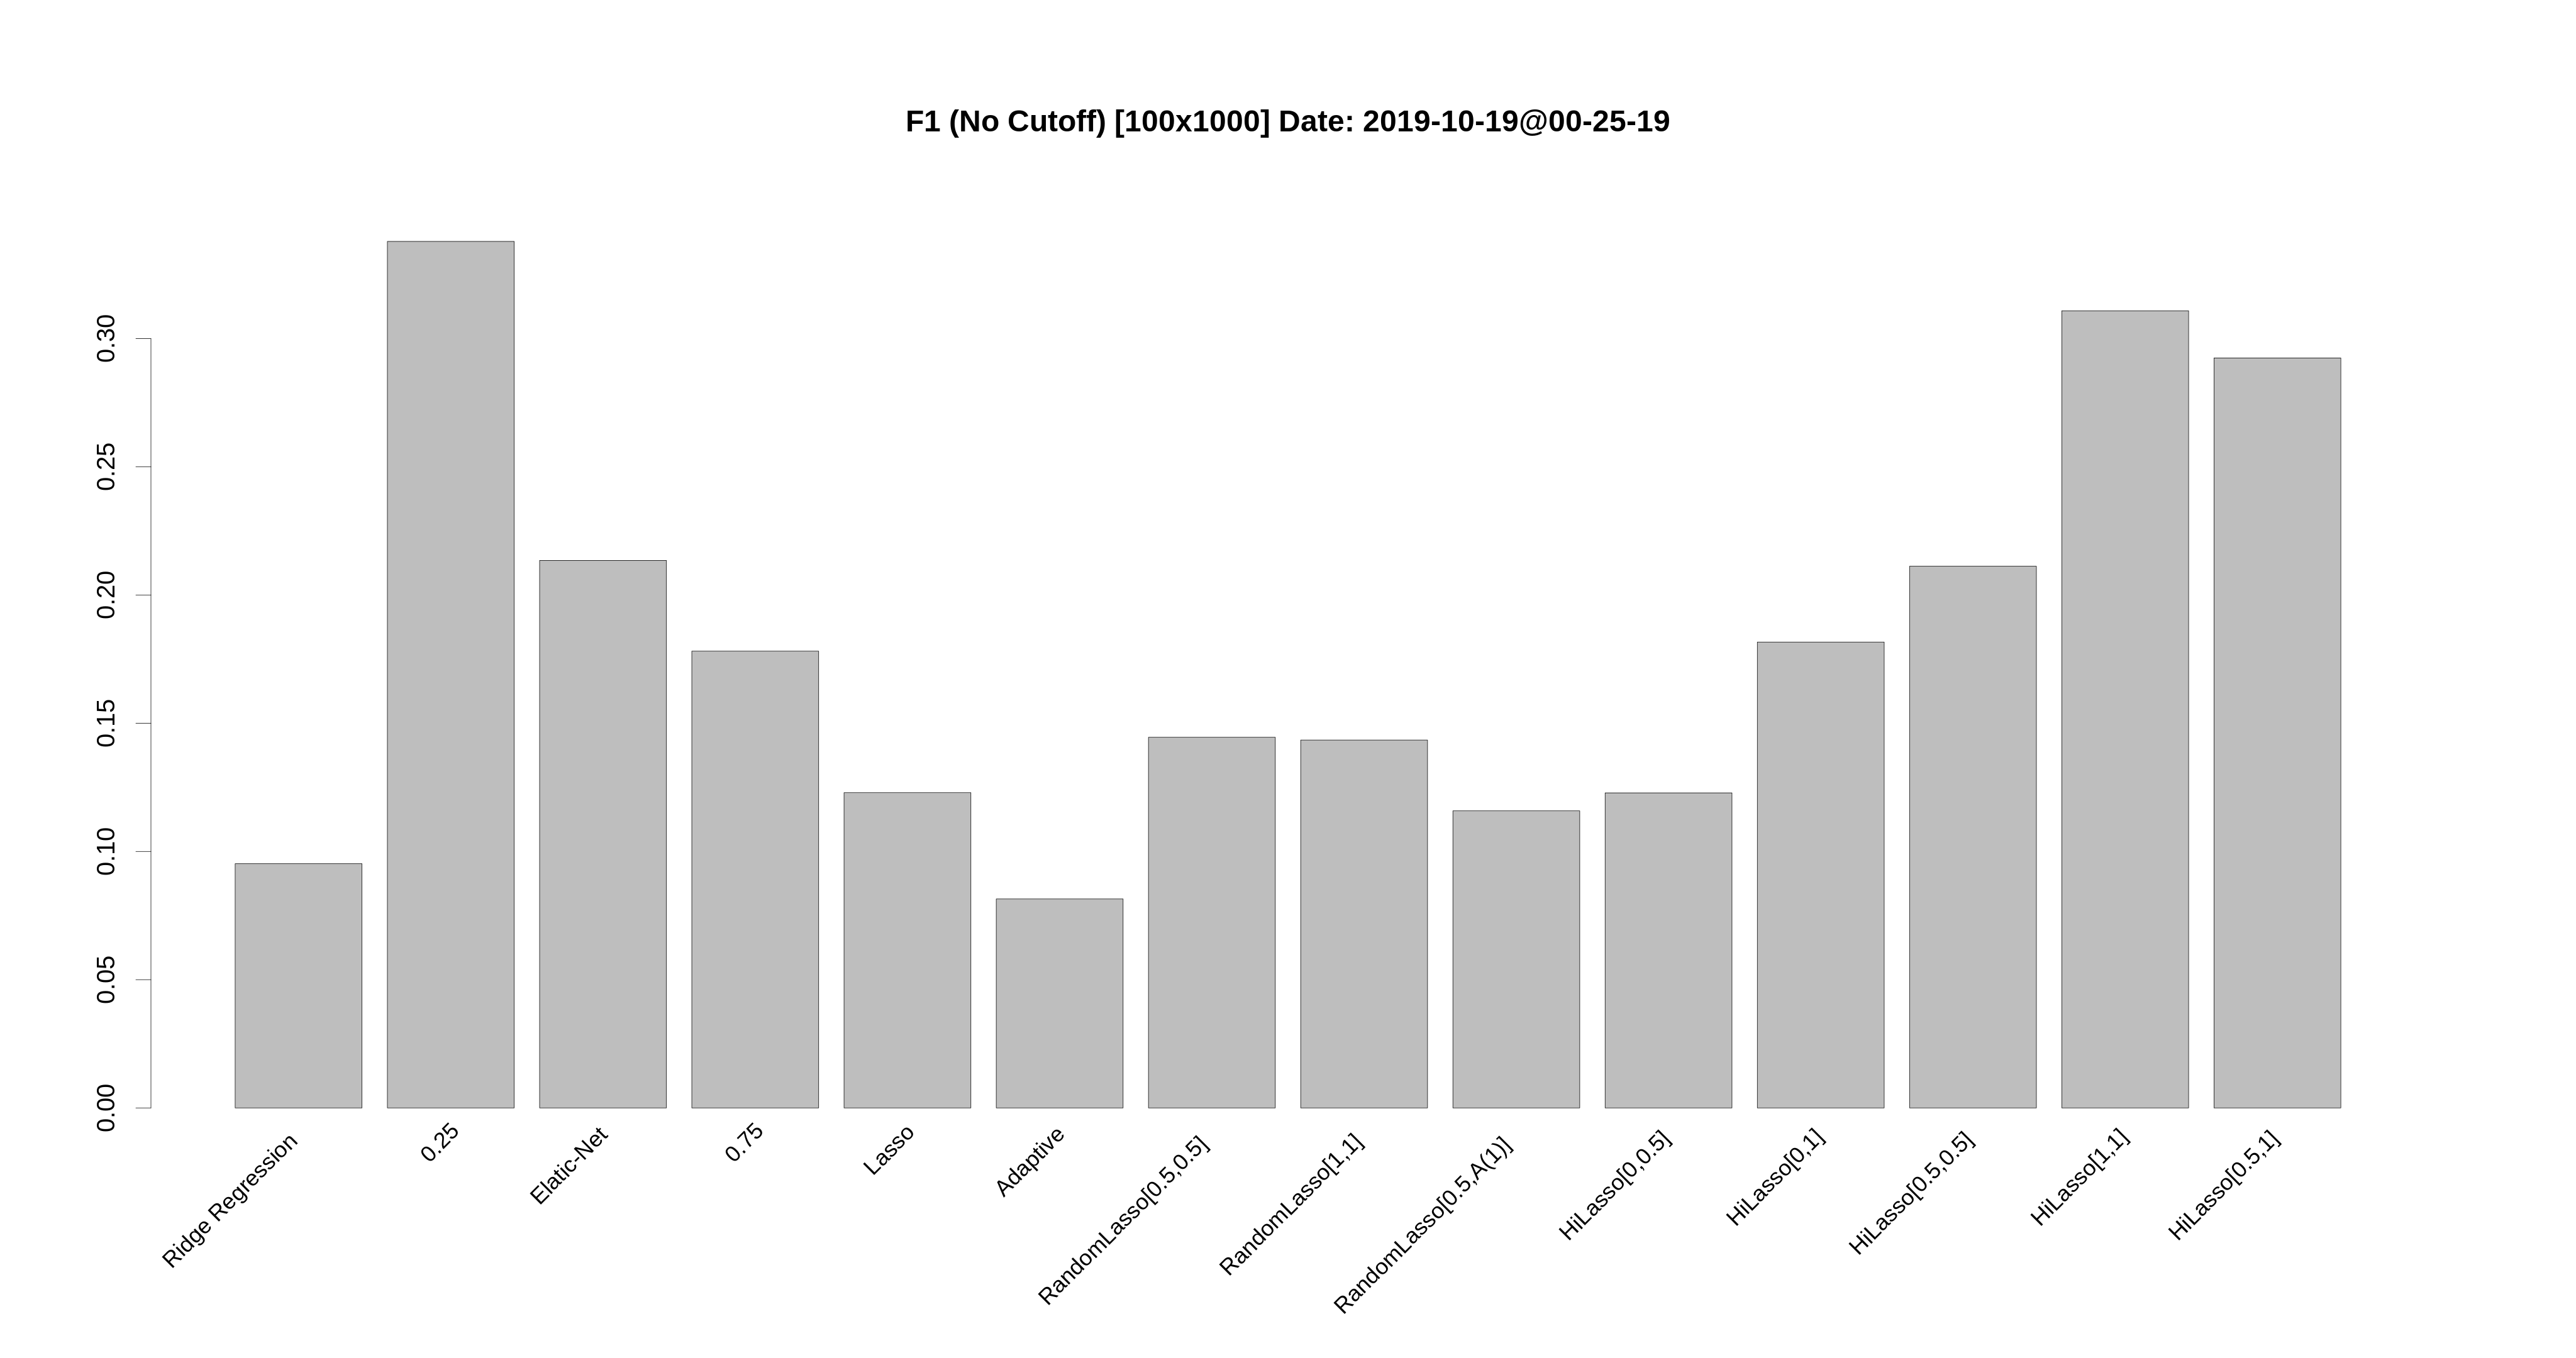 F1 (No Cutoff) [100x1000] Date: 2019-10-19@00-25-19
0.30
0.25
0.20
0.15
0.10
0.05
0.00
Ridge Regression
0.25
Elatic-Net
0.75
Lasso
Adaptive
RandomLasso[0.5,0.5]
RandomLasso[1,1]
RandomLasso[0.5,A(1)]
HiLasso[0,0.5]
HiLasso[0,1]
HiLasso[0.5,0.5]
HiLasso[1,1]
HiLasso[0.5,1]